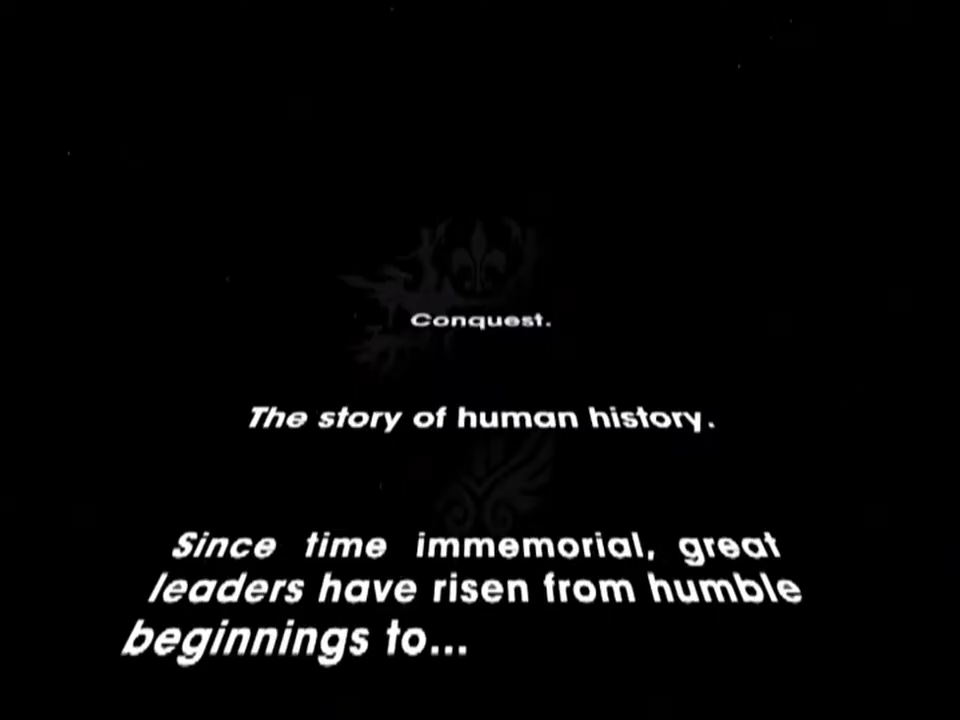 Conquest.
The story of human history.
Since time immemorial, great
leaders have risen from humble
beginnings to...